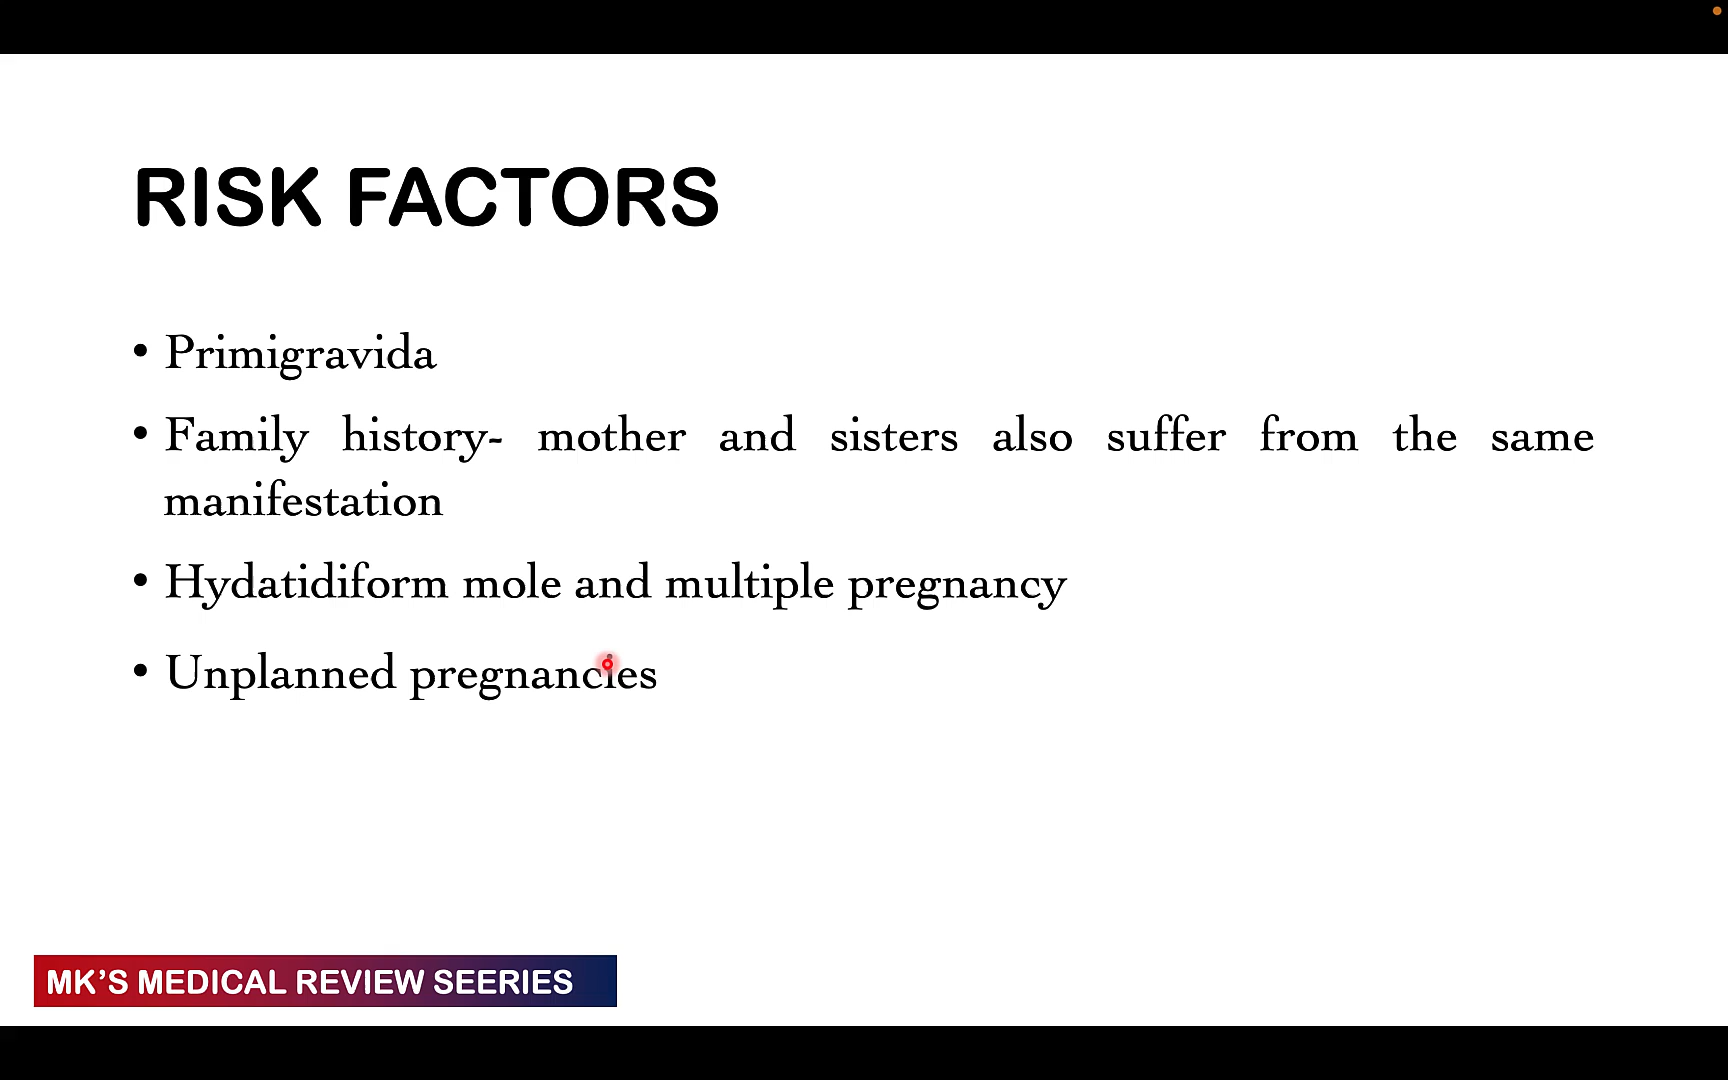 RISK FACTORS
• Primigravida
• Family history- mother and sisters also suffer from the same
manifestation
• Hydatidiform mole and multiple pregnancy
• Unplanned pregnancies
MK’S MEDICAL REVIEW SEERIES